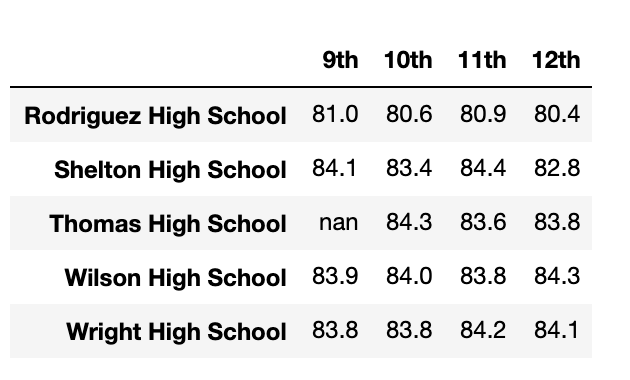 9th 10th 11th 12th
Rodriguez High School 81.0 80.6 80.9 80.4
Shelton High School 84.1 83.4 84.4 82.8
Thomas High School nan 84.3 83.6 83.8
Wilson High School 83.9 84.0 83.8 84.3
Wright High School 83.8 83.8 84.2 84.1